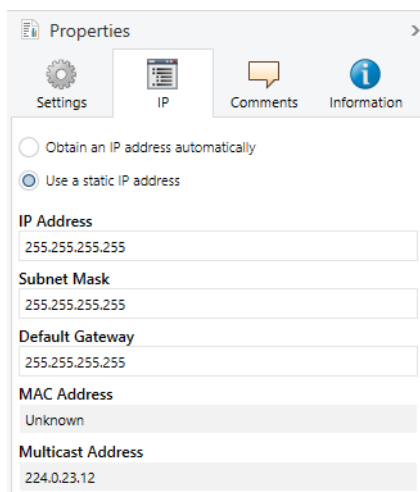 Properties
Settings
IP
Comments
Information
Obtain an IP address automatically
Use a static IP address
IP Address
255.255.255.255
Subnet Mask
255.255.255.255
Default Gateway
255.255.255.255
MAC Address
Unknown
Multicast Address
224.0.23.12